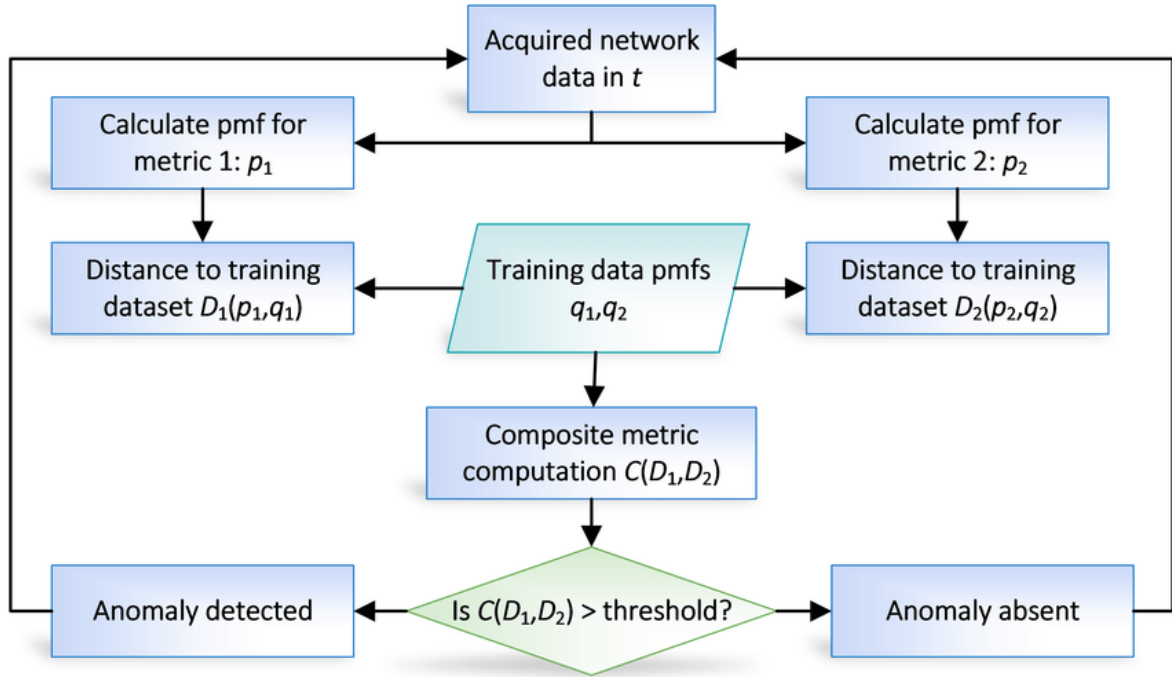 Acquired network
data in t
Calculate pmf for
metric 1: p₁
Calculate pmf for
metric 2: p₂
Distance to training
dataset D₁(p₁,q₁)
Training data pmfs
q₁,q₂
Distance to training
dataset D₂(p₂,q₂)
Composite metric
computation C(D₁,D₂)
Anomaly detected
Is C(D₁,D₂) > threshold?
Anomaly absent